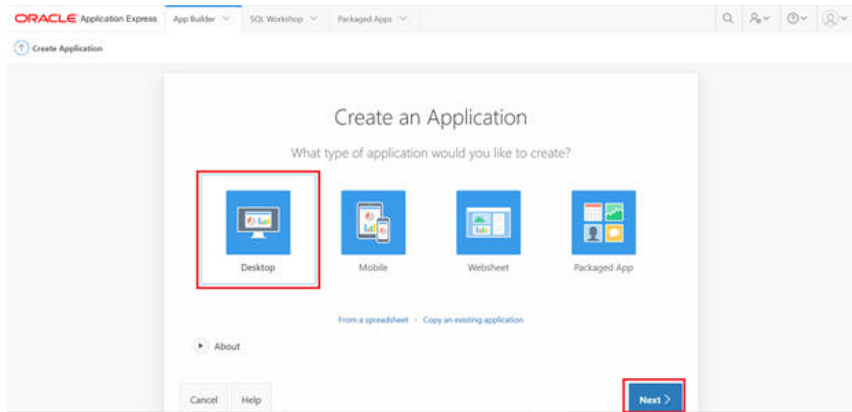 ORACLE Application Express App Builder SQL Workshop Packaged Apps
Create Application
Create an Application
What type of application would you like to create?
Desktop Mobile Websheet Packaged App
From a spreadsheet Copy an existing application
About
Cancel Help Next